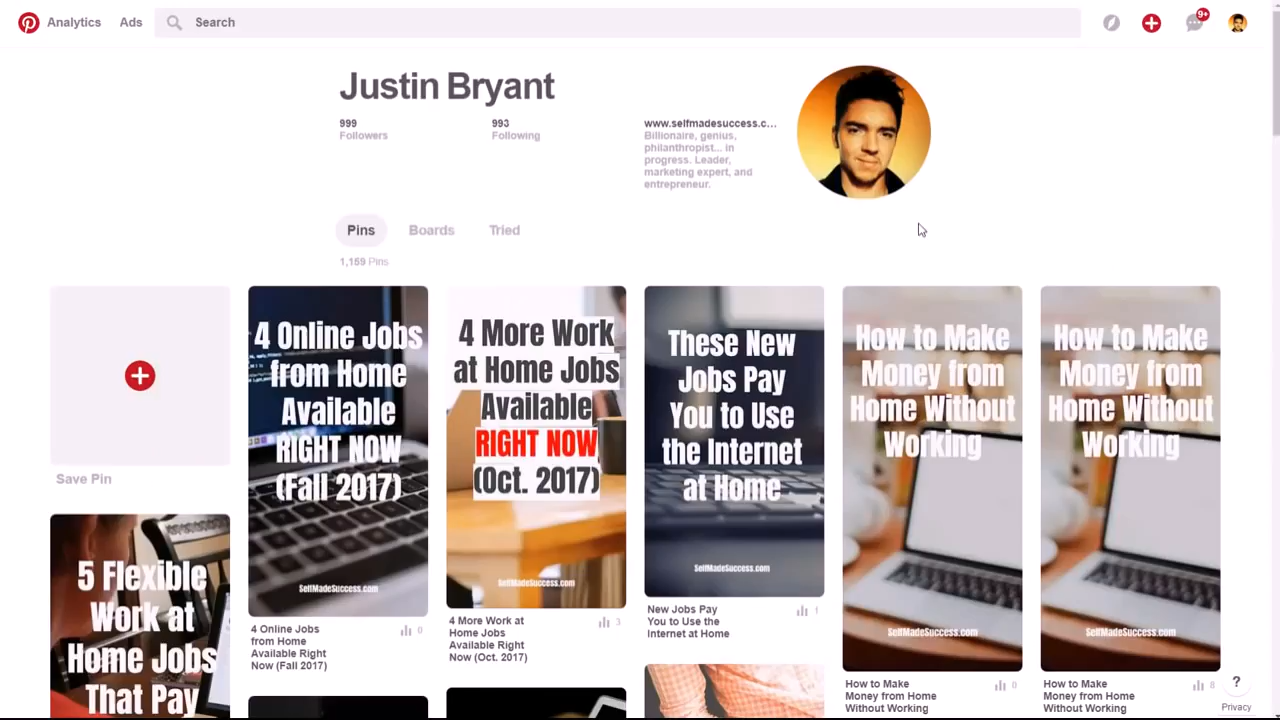 Analytics
Ads
Search
9+
Justin Bryant
999
Followers
993
Following
www.selfmadesuccess.c...
Billionaire, genius,
philanthropist... in
progress. Leader,
marketing expert, and
entrepreneur.
Pins
Boards
Tried
1,159 Pins
Save Pin
4 Online Jobs
from Home
Available
RIGHT NOW
(Fall 2017)
SelfMadeSuccess.com
4 Online Jobs
from Home
Available Right
Now (Fall 2017)
0
4 More Work
at Home Jobs
Available
RIGHT NOW
(Oct. 2017)
SelfMadeSuccess.com
4 More Work at
Home Jobs
Available Right
Now (Oct. 2017)
3
These New
Jobs Pay
You to Use
the Internet
at Home
SelfMadeSuccess.com
New Jobs Pay
You to Use the
Internet at Home
1
How to Make
Money from
Home Without
Working
SelfMadeSuccess.com
How to Make
Money from Home
Without Working
0
How to Make
Money from
Home Without
Working
SelfMadeSuccess.com
How to Make
Money from Home
Without Working
8
5 Flexible
Work at
Home Jobs
That Pay
?
Privacy